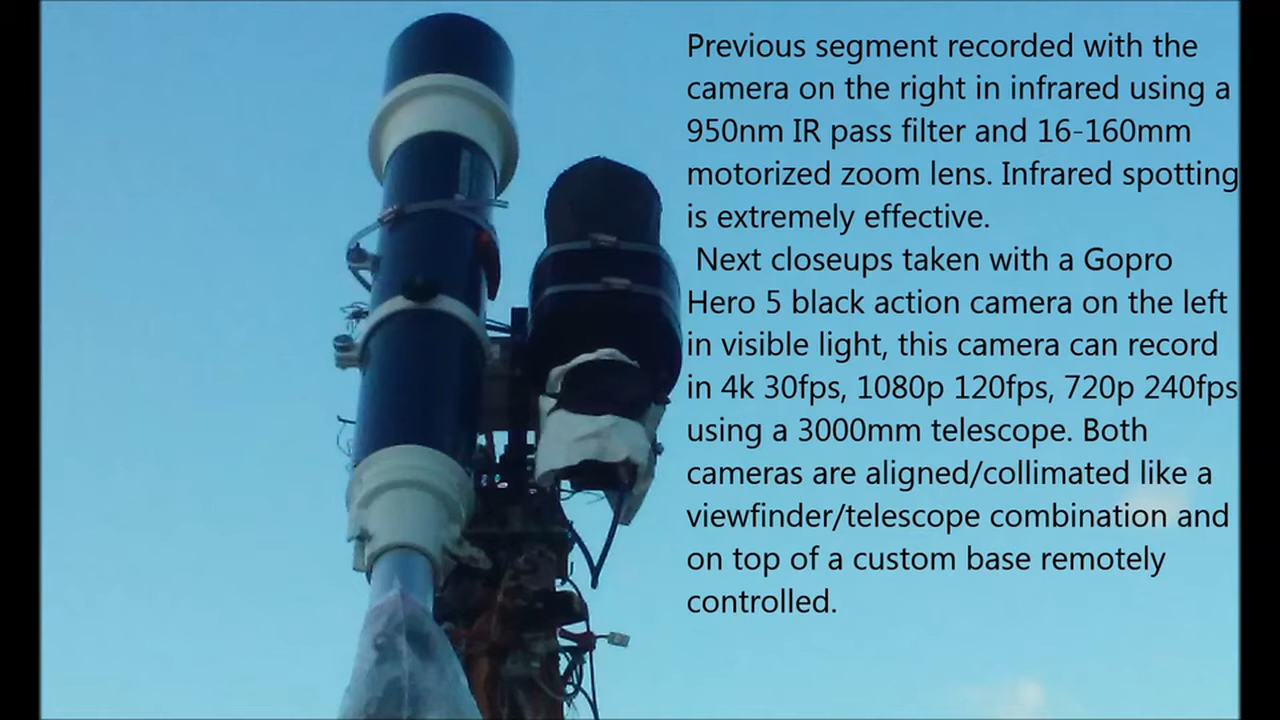 Previous segment recorded with the
camera on the right in infrared using a
950nm IR pass filter and 16-160mm
motorized zoom lens. Infrared spotting
is extremely effective.
Next closeups taken with a Gopro
Hero 5 black action camera on the left
in visible light, this camera can record
in 4k 30fps, 1080p 120fps, 720p 240fps
using a 3000mm telescope. Both
cameras are aligned/collimated like a
viewfinder/telescope combination and
on top of a custom base remotely
controlled.